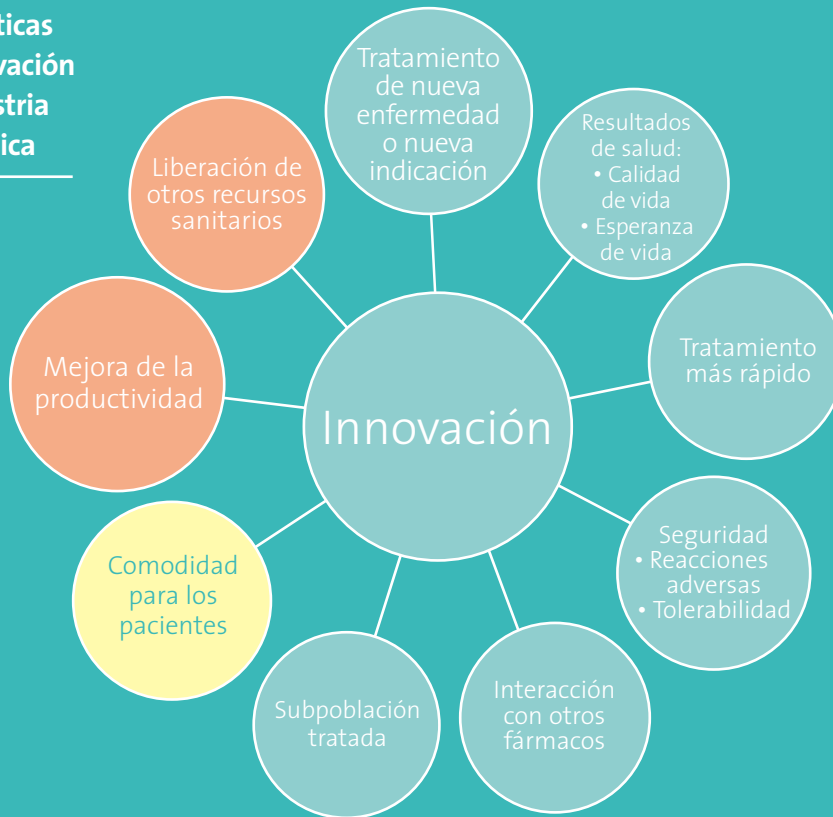 ticas
vación
stria
ica
Tratamiento
de nueva
enfermedad
o nueva
indicación
Resultados
de salud:
• Calidad
de vida
• Esperanza
de vida
Tratamiento
más rápido
Seguridad
• Reacciones
adversas
• Tolerabilidad
Interacción
con otros
fármacos
Subpoblación
tratada
Comodidad
para los
pacientes
Mejora de la
productividad
Liberación de
otros recursos
sanitarios
Innovación